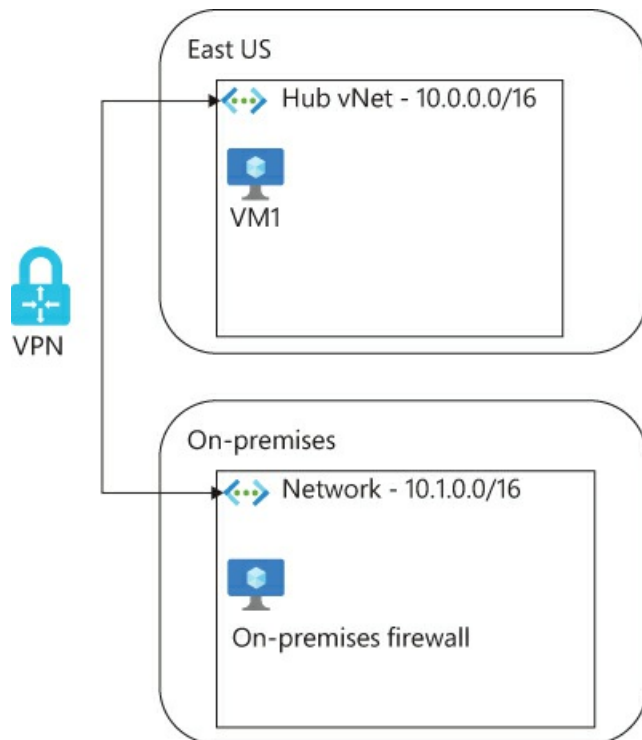 East US
Hub vNet - 10.0.0.0/16
VM1
VPN
On-premises
Network - 10.1.0.0/16
On-premises firewall